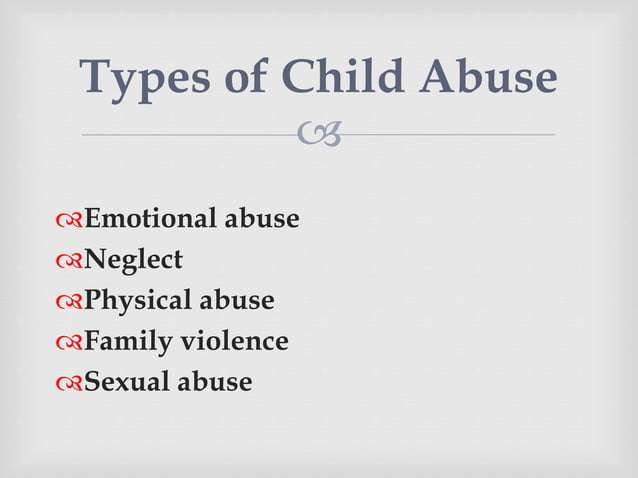 Types of Child Abuse
Emotional abuse
Neglect
Physical abuse
Family violence
Sexual abuse